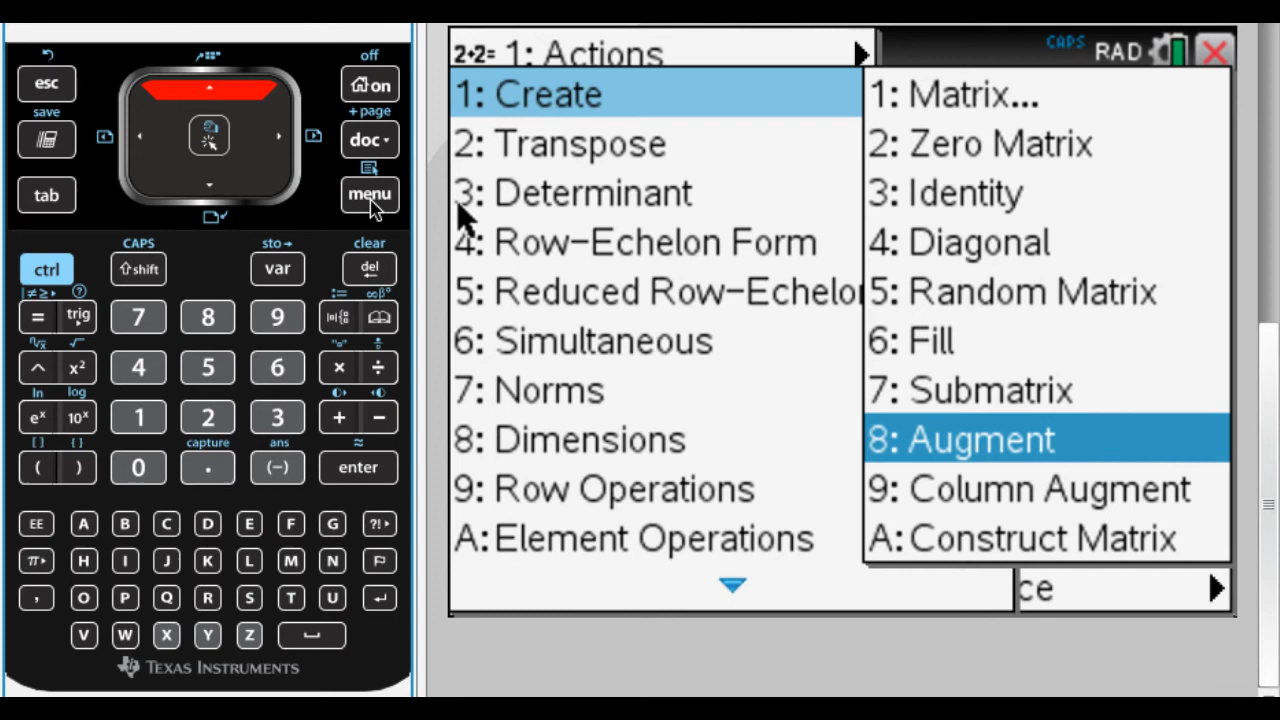 off
esc
on
save
+ page
doc
tab
menu
CAPS
sto→
clear
ctrl
⇧shift
var
del
|≠≥▸
?
:=
∞β°
=
trig
7
8
9
|□|{
ⁿ√x
√
"∞"
^
x²
4
5
6
×
÷
ln
log
eˣ
10ˣ
1
2
3
+
−
[ ]
{ }
capture
ans
≈
(
)
0
.
(−)
enter
EE
A
B
C
D
E
F
G
?!▸
π▸
H
I
J
K
L
M
N
,
O
P
Q
R
S
T
U
V
W
X
Y
Z
TEXAS INSTRUMENTS
2+2= 1: Actions
CAPS RAD
1: Create
2: Transpose
3: Determinant
4: Row-Echelon Form
5: Reduced Row-Echelo
6: Simultaneous
7: Norms
8: Dimensions
9: Row Operations
A: Element Operations
1: Matrix...
2: Zero Matrix
3: Identity
4: Diagonal
5: Random Matrix
6: Fill
7: Submatrix
8: Augment
9: Column Augment
A: Construct Matrix
ce